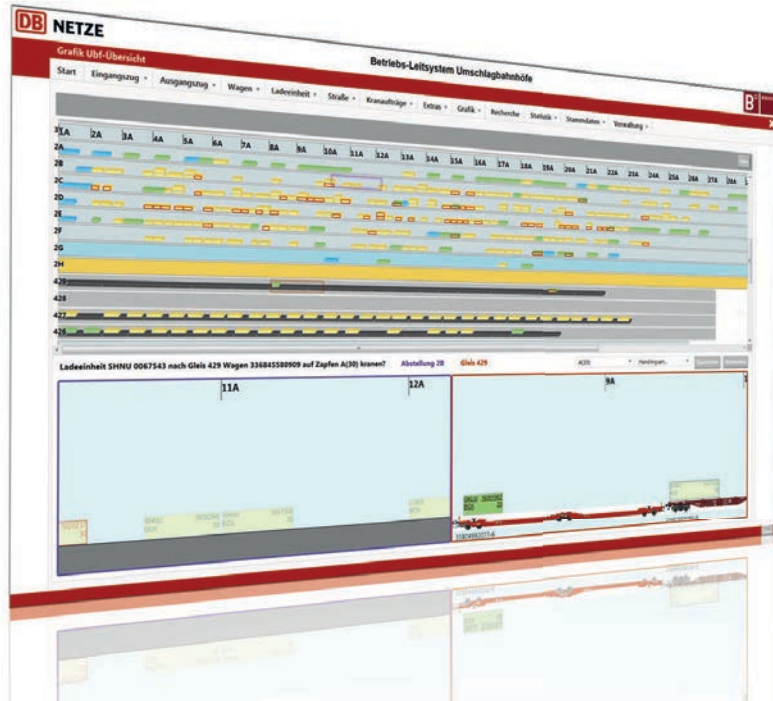 DB NETZE
Betriebs-Leitsystem Umschlagbahnhöfe
Grafik Ubf-Übersicht
Start Eingangszug Ausgangszug Wagen Ladeeinheit Straße Kranaufträge Extras Grafik Recherche Statistik Stammdaten Verwaltung
1A 2A 3A 4A 5A 6A 7A 8A 9A 10A 11A 12A 13A 14A 15A 16A 17A 18A 19A 20A 21A 22A 23A 24A 25A 26A 27A 28A
2A
2B
2C
2D
2E
2F
2G
2H
429
428
427
426
Ladeeinheit SHNU 0067543 nach Gleis 429 Wagen 336845580909 auf Zapfen A(30) kranen? Abstellung 2B Gleis 429
11A 12A 9A
BOX